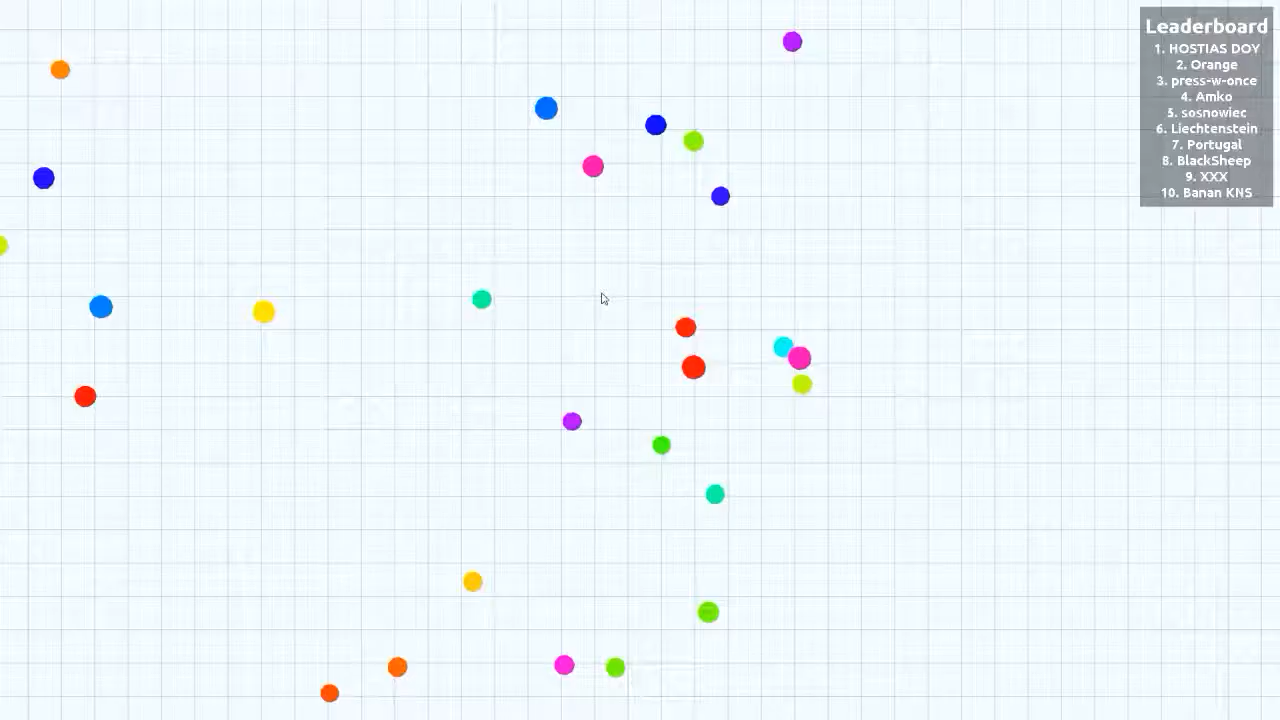 Leaderboard
1. HOSTIAS DOY
2. Orange
3. press-w-once
4. Amko
5. sosnowiec
6. Liechtenstein
7. Portugal
8. BlackSheep
9. XXX
10. Banan KNS